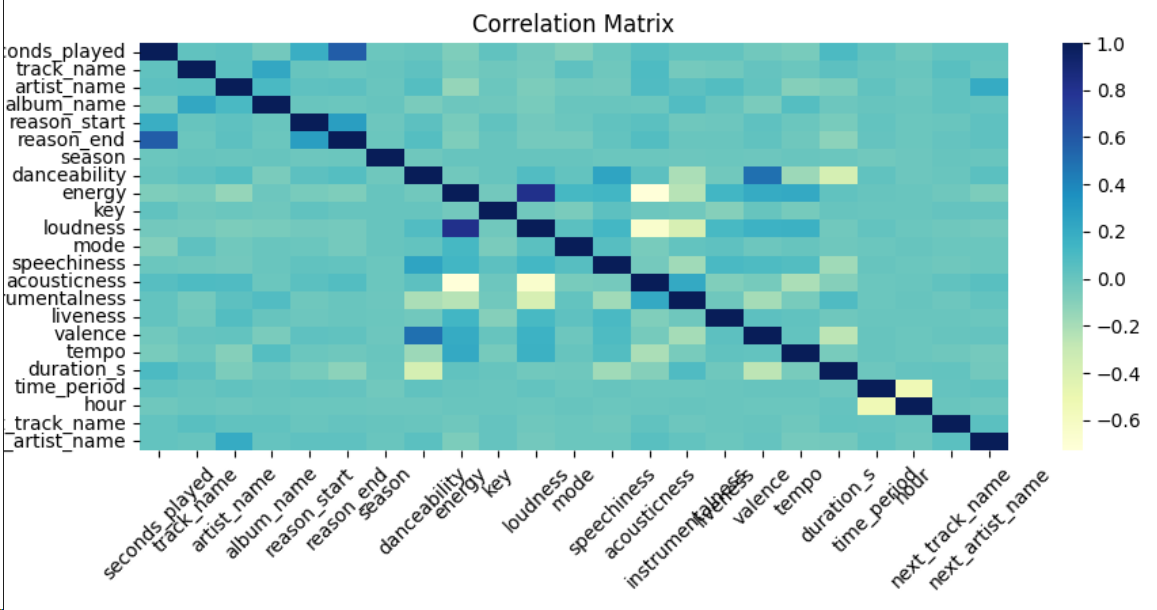 Correlation Matrix
conds_played
track_name
artist_name
album_name
reason_start
reason_end
season
danceability
energy
key
loudness
mode
speechiness
acousticness
rumentalness
liveness
valence
tempo
duration_s
time_period
hour
_track_name
_artist_name
seconds_played
track_name
artist_name
album_name
reason_start
reason_end
season
danceability
energy
key
loudness
mode
speechiness
acousticness
instrumentalness
liveness
valence
tempo
duration_s
time_period
hour
next_track_name
next_artist_name
1.0
0.8
0.6
0.4
0.2
0.0
−0.2
−0.4
−0.6